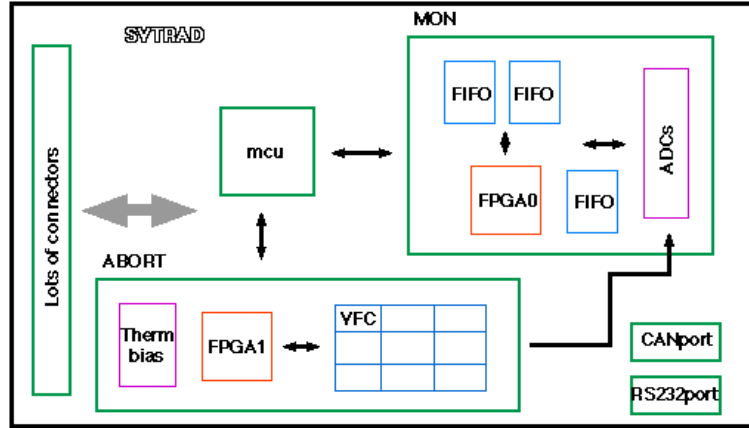 SYTRAD
MON
FIFO
FIFO
ADCs
mcu
FPGA0
FIFO
Lots of connectors
ABORT
Therm
bias
FPGA1
VFC
CANport
RS232port